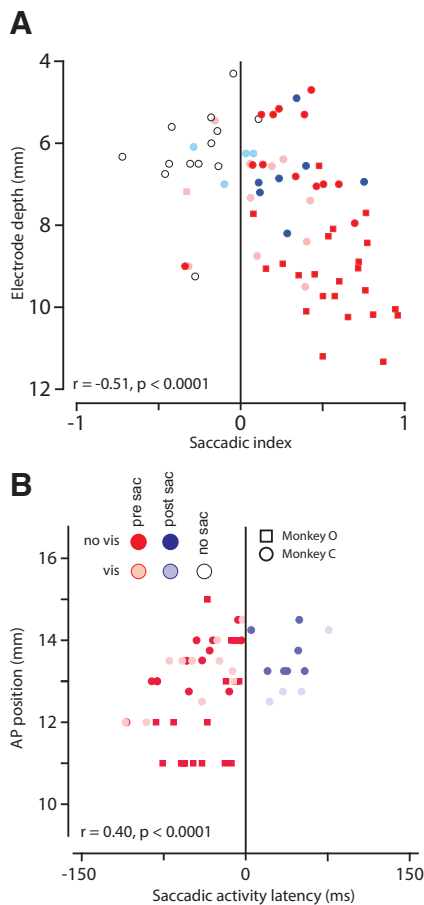 A
4
6
8
10
12
Electrode depth (mm)
r = -0.51, p < 0.0001
-1
0
1
Saccadic index
B
pre sac
post sac
no sac
no vis
vis
Monkey O
Monkey C
16
14
12
10
AP position (mm)
r = 0.40, p < 0.0001
-150
0
150
Saccadic activity latency (ms)